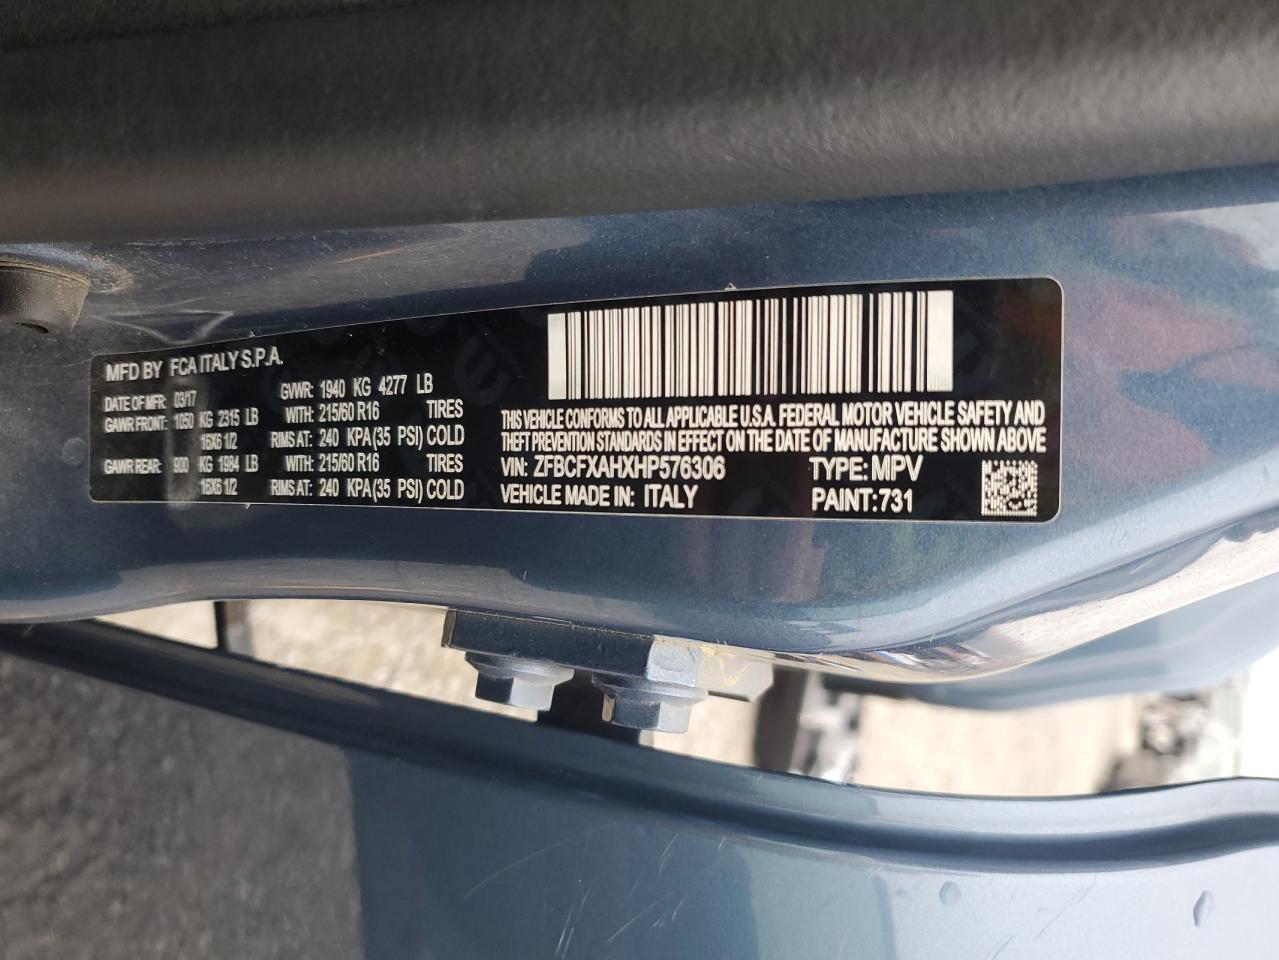 MFD BY FCA ITALY S.P.A.
DATE OF MFR: 03/17 GVWR: 1940 KG 4277 LB
GAWR FRONT: 1050 KG 2315 LB WITH: 215/60 R16 TIRES
16X6 1/2 RIMS AT: 240 KPA(35 PSI) COLD
GAWR REAR: 900 KG 1984 LB WITH: 215/60 R16 TIRES
16X6 1/2 RIMS AT: 240 KPA(35 PSI) COLD
THIS VEHICLE CONFORMS TO ALL APPLICABLE U.S.A. FEDERAL MOTOR VEHICLE SAFETY AND
THEFT PREVENTION STANDARDS IN EFFECT ON THE DATE OF MANUFACTURE SHOWN ABOVE
VIN: ZFBCFXAHXHP576306 TYPE: MPV
VEHICLE MADE IN: ITALY PAINT: 731